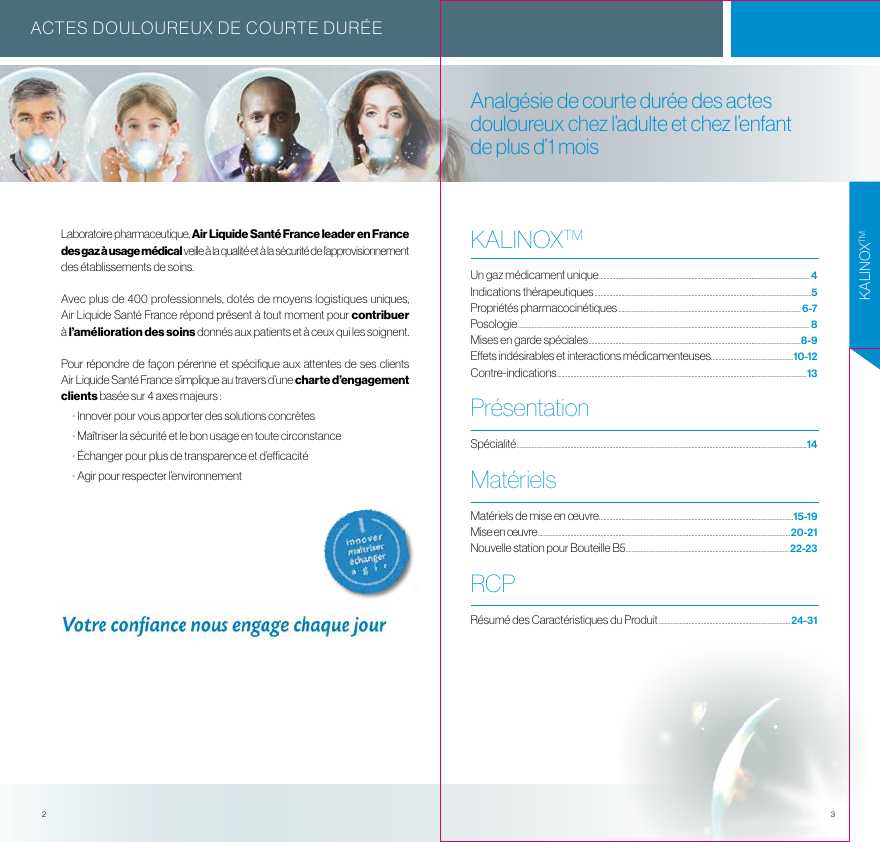 ACTES DOULOUREUX DE COURTE DURÉE
Laboratoire pharmaceutique, Air Liquide Santé France leader en France
des gaz à usage médical veille à la qualité et à la sécurité de l'approvisionnement
des établissements de soins.
Avec plus de 400 professionnels, dotés de moyens logistiques uniques,
Air Liquide Santé France répond présent à tout moment pour contribuer
à l'amélioration des soins donnés aux patients et à ceux qui les soignent.
Pour répondre de façon pérenne et spécifique aux attentes de ses clients
Air Liquide Santé France s'implique au travers d'une charte d'engagement
clients basée sur 4 axes majeurs :
· Innover pour vous apporter des solutions concrètes
· Maîtriser la sécurité et le bon usage en toute circonstance
· Échanger pour plus de transparence et d'efficacité
· Agir pour respecter l'environnement
innover
maîtriser
échanger
agir
Votre confiance nous engage chaque jour
2
Analgésie de courte durée des actes
douloureux chez l'adulte et chez l'enfant
de plus d'1 mois
KALINOX™
Un gaz médicament unique 4
Indications thérapeutiques 5
Propriétés pharmacocinétiques 6-7
Posologie 8
Mises en garde spéciales 8-9
Effets indésirables et interactions médicamenteuses 10-12
Contre-indications 13
Présentation
Spécialité 14
Matériels
Matériels de mise en œuvre 15-19
Mise en œuvre 20-21
Nouvelle station pour Bouteille B5 22-23
RCP
Résumé des Caractéristiques du Produit 24-31
KALINOX™
3